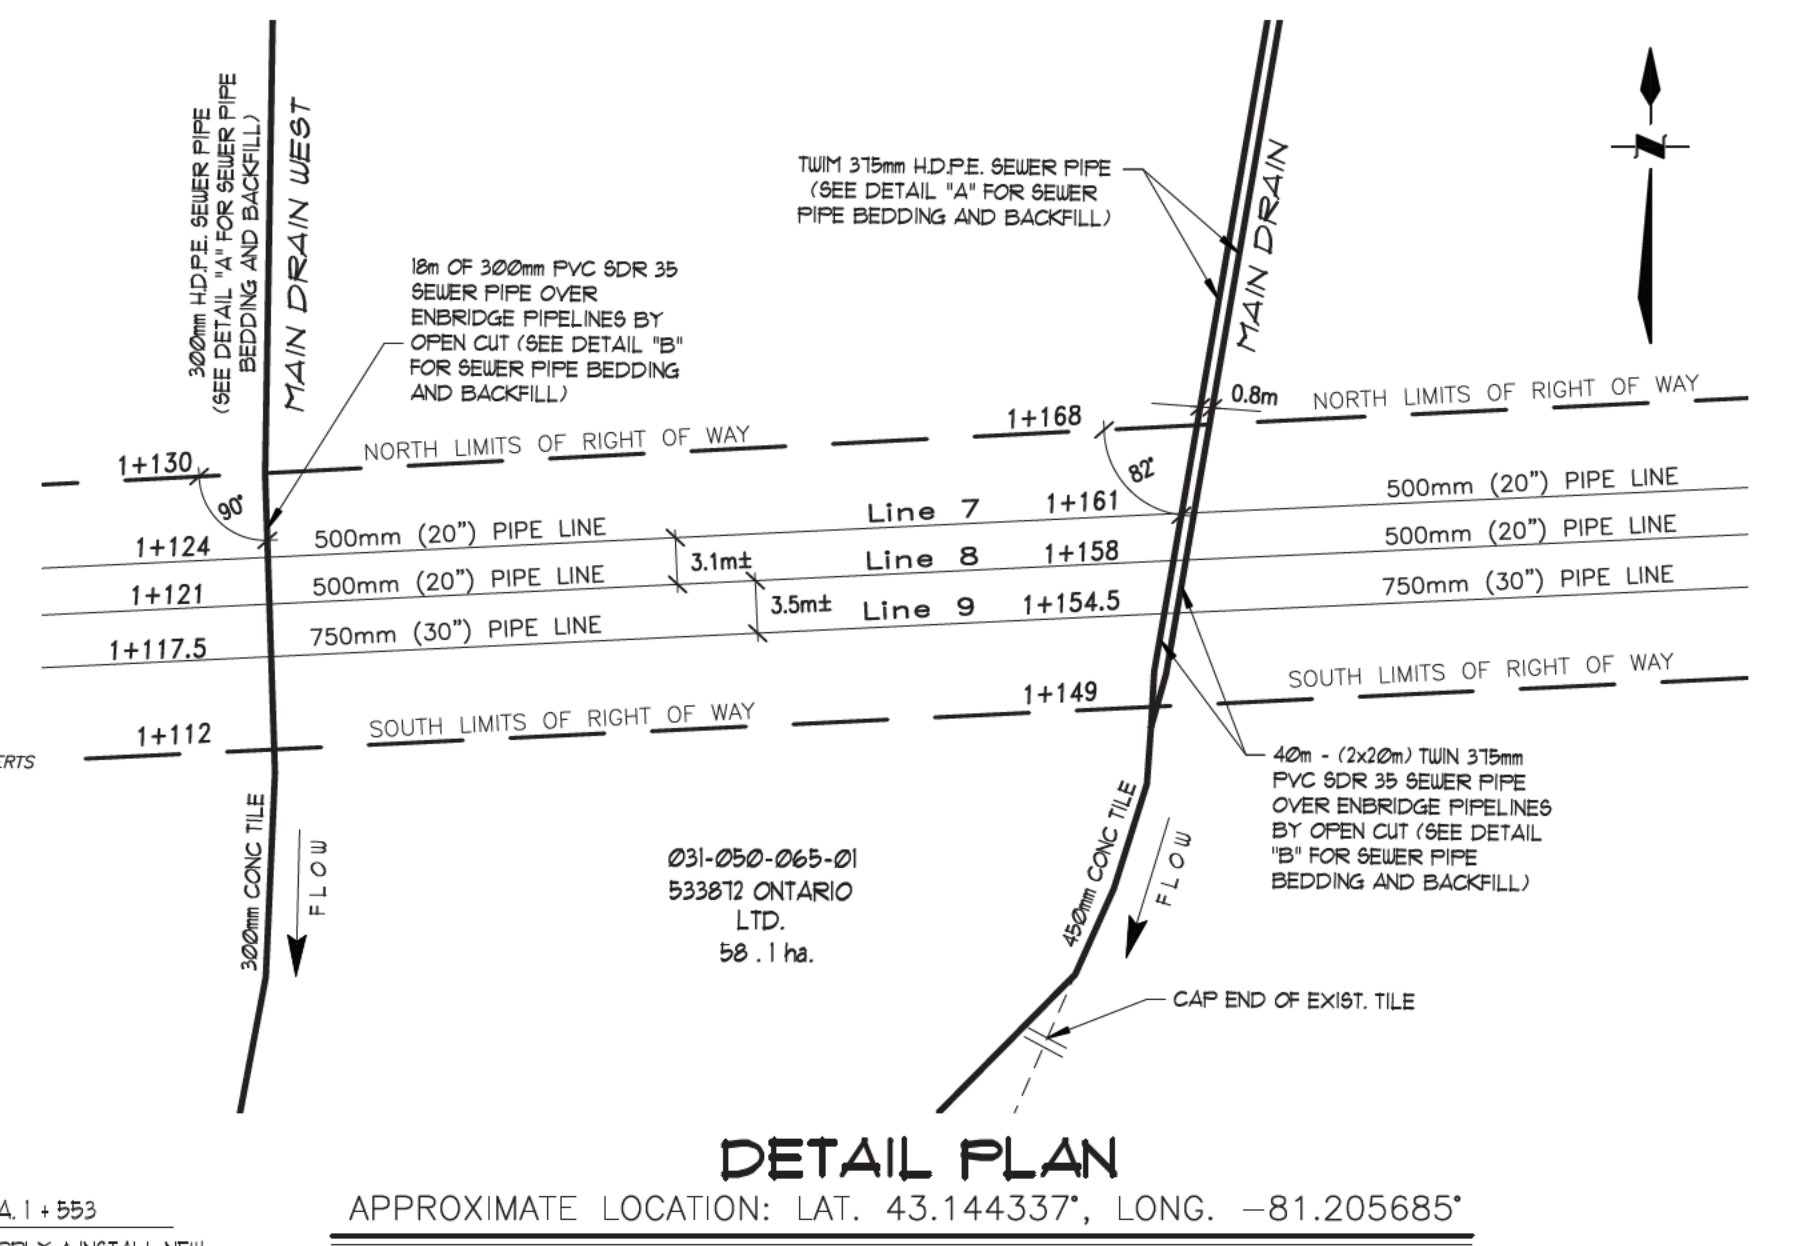 300mm H.D.P.E. SEWER PIPE
(SEE DETAIL "A" FOR SEWER PIPE
BEDDING AND BACKFILL)
MAIN DRAIN WEST
18m OF 300mm PVC SDR 35
SEWER PIPE OVER
ENBRIDGE PIPELINES BY
OPEN CUT (SEE DETAIL "B"
FOR SEWER PIPE BEDDING
AND BACKFILL)
TWIM 375mm H.D.P.E. SEWER PIPE
(SEE DETAIL "A" FOR SEWER
PIPE BEDDING AND BACKFILL)
MAIN DRAIN
N
0.8m
NORTH LIMITS OF RIGHT OF WAY
1+168
NORTH LIMITS OF RIGHT OF WAY
1+130
90°
82°
500mm (20") PIPE LINE
Line 7
1+161
500mm (20") PIPE LINE
1+124
3.1m±
500mm (20") PIPE LINE
Line 8
1+158
500mm (20") PIPE LINE
1+121
3.5m±
750mm (30") PIPE LINE
Line 9
1+154.5
750mm (30") PIPE LINE
1+117.5
SOUTH LIMITS OF RIGHT OF WAY
1+149
SOUTH LIMITS OF RIGHT OF WAY
1+112
ERTS
40m - (2x20m) TWIN 375mm
PVC SDR 35 SEWER PIPE
OVER ENBRIDGE PIPELINES
BY OPEN CUT (SEE DETAIL
"B" FOR SEWER PIPE
BEDDING AND BACKFILL)
300mm CONC TILE
FLOW
031-050-065-01
533872 ONTARIO
LTD.
58 . 1 ha.
450mm CONC TILE
FLOW
CAP END OF EXIST. TILE
DETAIL PLAN
APPROXIMATE LOCATION: LAT. 43.144337°, LONG. -81.205685°
A. 1 + 553